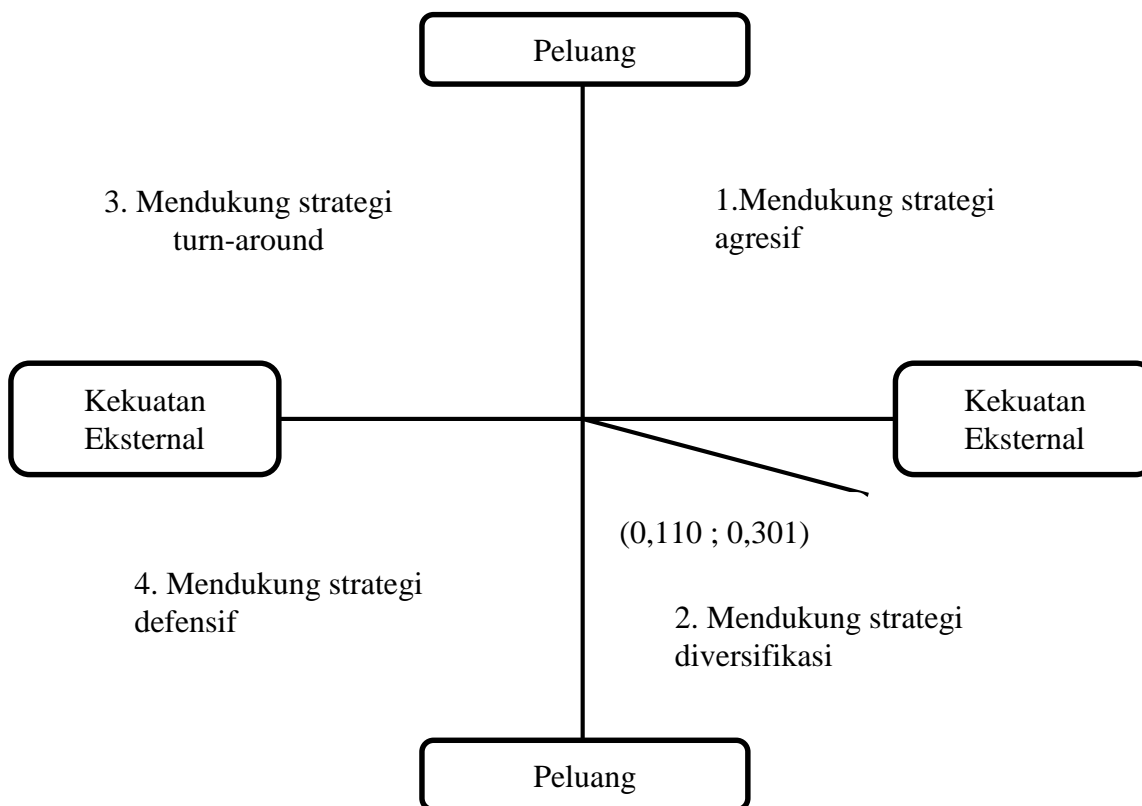 Peluang
3. Mendukung strategi
turn-around
1.Mendukung strategi
agresif
Kekuatan
Eksternal
Kekuatan
Eksternal
(0,110 ; 0,301)
4. Mendukung strategi
defensif
2. Mendukung strategi
diversifikasi
Peluang